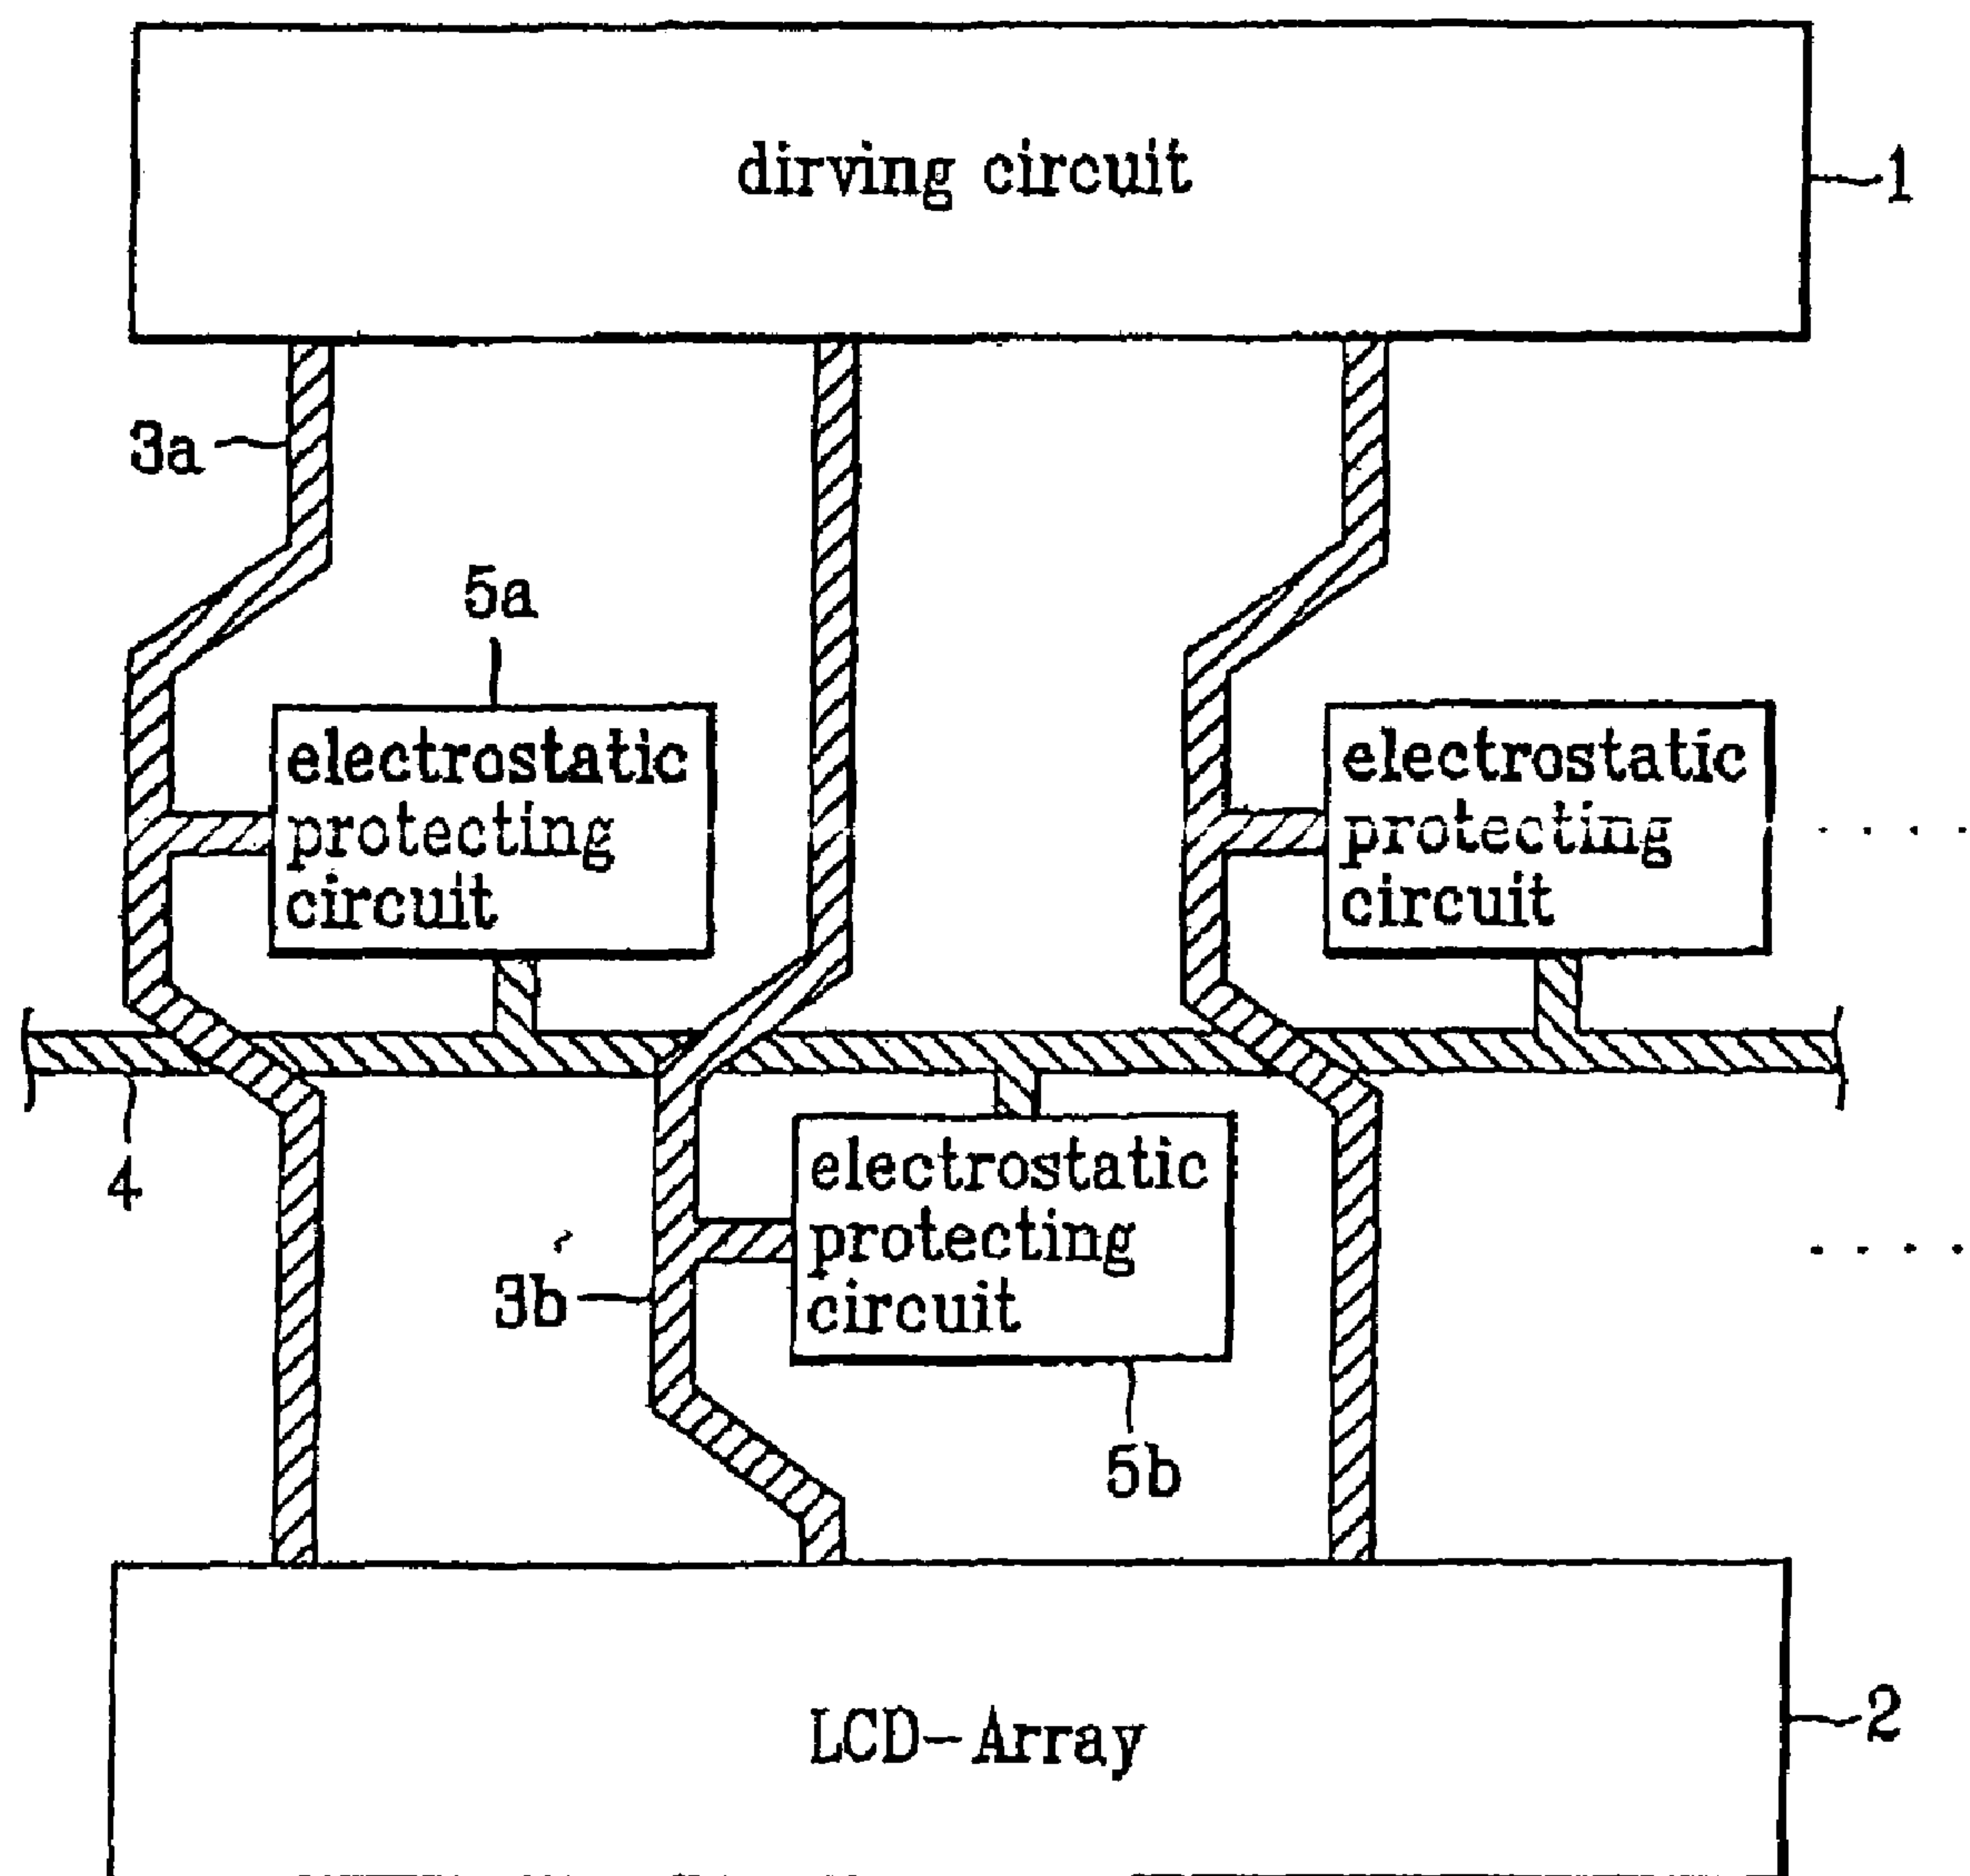 dirving circuit
1
3a
5a
electrostatic
protecting
circuit
electrostatic
protecting
circuit
. . . .
4
electrostatic
protecting
circuit
. . . .
3b
5b
LCD-Array
2